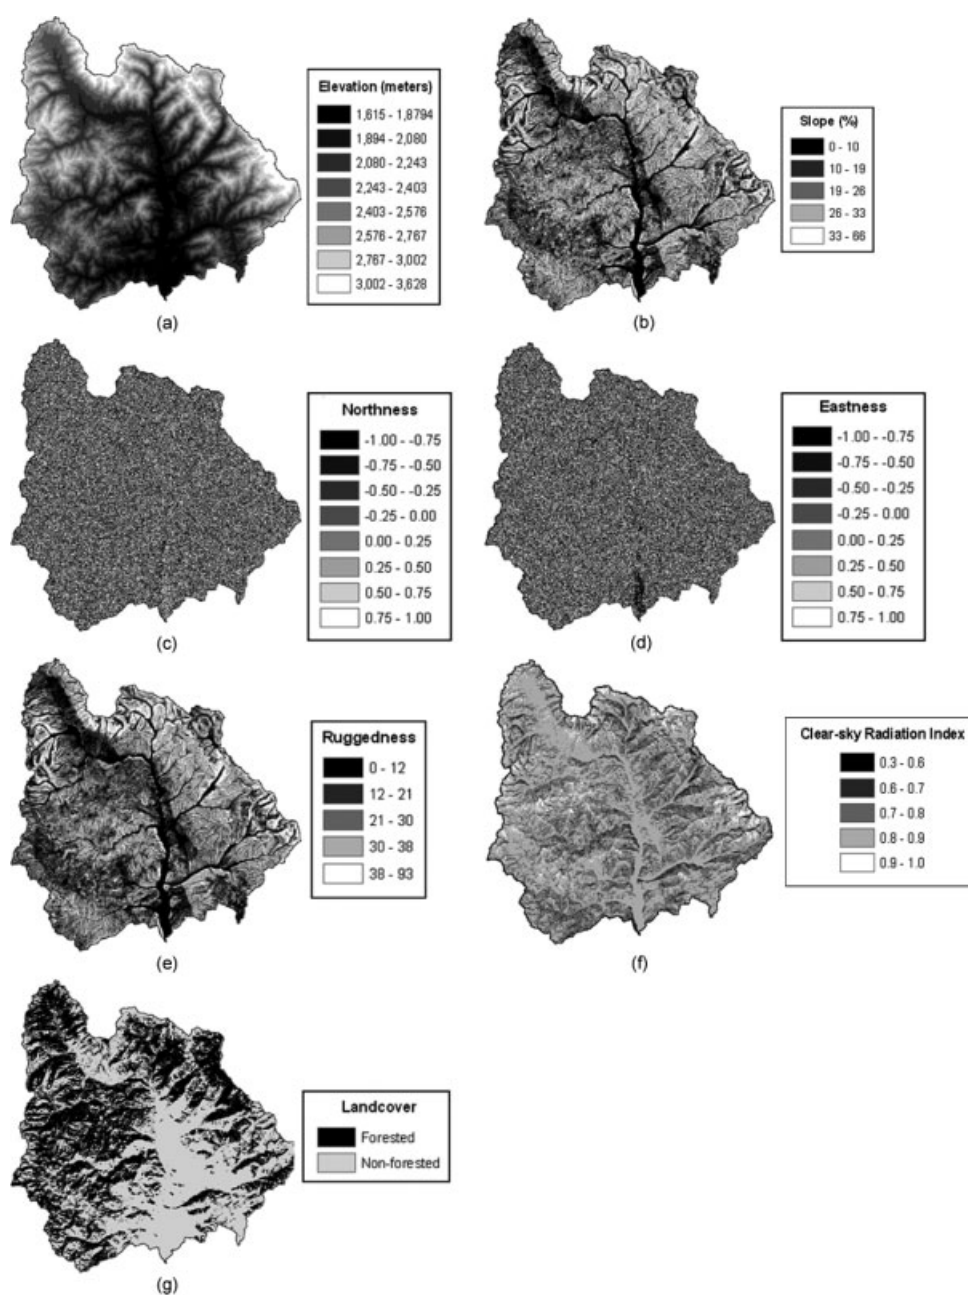 Elevation (meters)
1,615 - 1,8794
1,894 - 2,080
2,080 - 2,243
2,243 - 2,403
2,403 - 2,576
2,576 - 2,767
2,767 - 3,002
3,002 - 3,628
(a)
Slope (%)
0 - 10
10 - 19
19 - 26
26 - 33
33 - 66
(b)
Northness
-1.00 - -0.75
-0.75 - -0.50
-0.50 - -0.25
-0.25 - 0.00
0.00 - 0.25
0.25 - 0.50
0.50 - 0.75
0.75 - 1.00
(c)
Eastness
-1.00 - -0.75
-0.75 - -0.50
-0.50 - -0.25
-0.25 - 0.00
0.00 - 0.25
0.25 - 0.50
0.50 - 0.75
0.75 - 1.00
(d)
Ruggedness
0 - 12
12 - 21
21 - 30
30 - 38
38 - 93
(e)
Clear-sky Radiation Index
0.3 - 0.6
0.6 - 0.7
0.7 - 0.8
0.8 - 0.9
0.9 - 1.0
(f)
Landcover
Forested
Non-forested
(g)